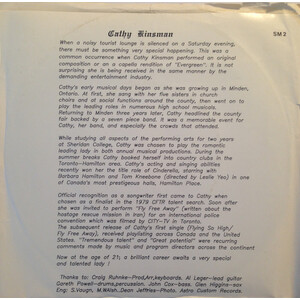 Cathy Kinsman
SM 2
When a noisy tourist lounge is silenced on a Saturday evening,
there must be something very special happening. This was a
common occurrence when Cathy Kinsman performed an original
composition or an a capella rendition of "Evergreen". It is not
surprising she is being received in the same manner by the
demanding entertainment industry.
Cathy's early musical days began as she was growing up in Minden,
Ontario. At first, she sang with her five sisters in church
choirs and at social functions around the county, then went on to
play the leading roles in numerous high school musicals.
Returning to Minden three years later, Cathy headlined the county
fair backed by a seven piece band. It was an exciting event for
Cathy, her band, and especially the crowds that attended.
While studying all aspects of the performing arts for two years
at Sheridan College, Cathy was chosen to play the romantic
leading lady in both annual musical productions. During the
summer breaks Cathy booked herself into country clubs in the
Toronto-Hamilton area. Cathy's acting and singing abilities
recently won her the title role of Cinderella, starring with
Barbara Hamilton and Tom Kneebone (directed by Leslie Yeo) in one
of Canada's most prestigeous halls, Hamilton Place.
Official recognition as a songwriter first came to Cathy when
chosen as a finalist in the 1979 CFTR talent search. Soon after
she was invited to perform "Fly Free Away" (written about the
hostage rescue mission in Iran) for an international police
convention which was filmed by CITY-TV in Toronto.
The subsequent release of Cathy's first single (Flying So High/
Fly Free Away), received playlisting across Canada and the United
States. "Tremendous talent" and "Great potential" were recurring
comments made by music and program directors across the continent.
Now at the age of 21; a brilliant career awaits a very special
and talented lady !
Thanks to: Craig Ruhnke-Prod,Arr,keyboards. Al Leger-lead guitar
Gareth Powell-drums,percussion. John Cox-bass. Glen Higgins-sax
Eng: S.Vaugh, M.Walsh. Dean Jeffries-Photo. Astro Custom Records